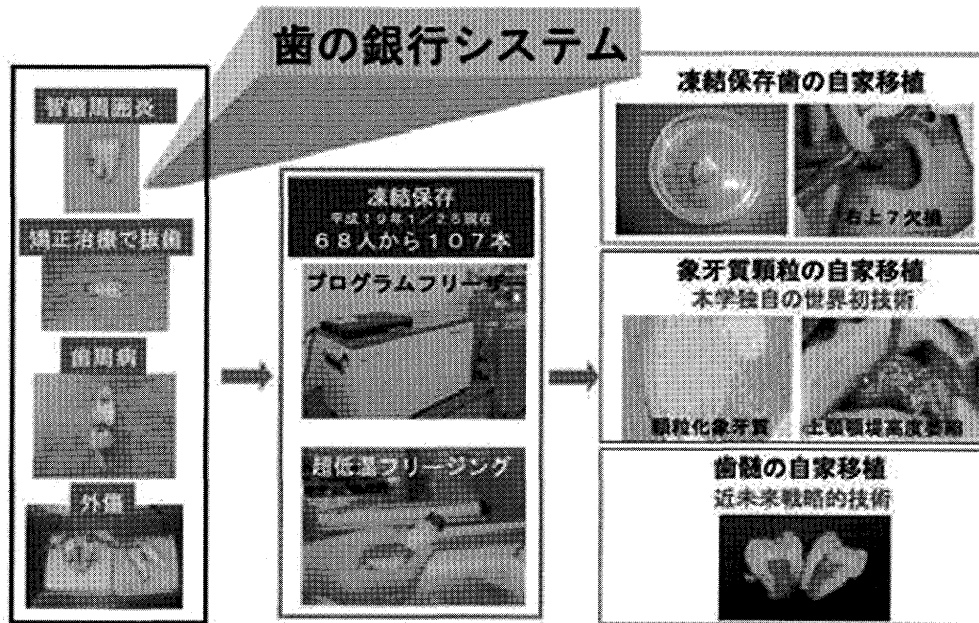 歯の銀行システム
智歯周囲炎
矯正治療で抜歯
歯周病
外傷
凍結保存
平成19年1/25現在
68人から107本
プログラムフリーザー
超低温フリージング
凍結保存歯の自家移植
右上7欠損
象牙質顆粒の自家移植
本学独自の世界初技術
顆粒化象牙質
上顎顎堤高度萎縮
歯髄の自家移植
近未来戦略的技術